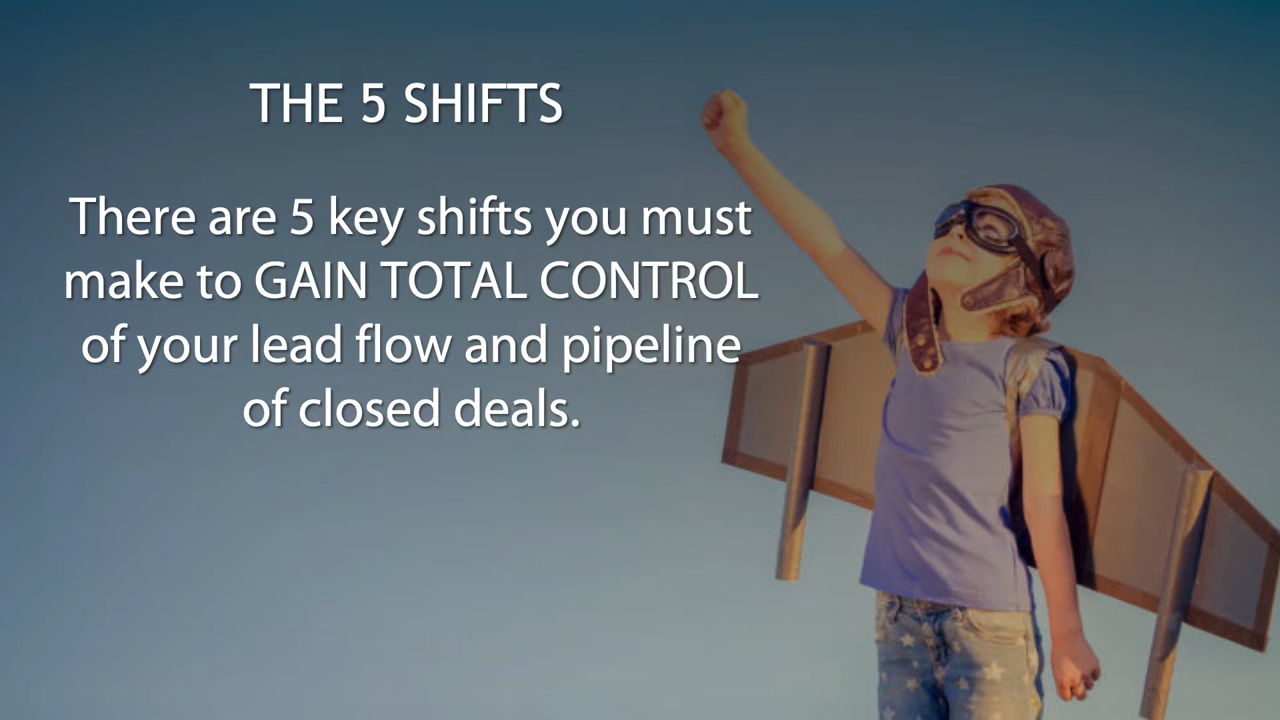 THE 5 SHIFTS
There are 5 key shifts you must
make to GAIN TOTAL CONTROL
of your lead flow and pipeline
of closed deals.